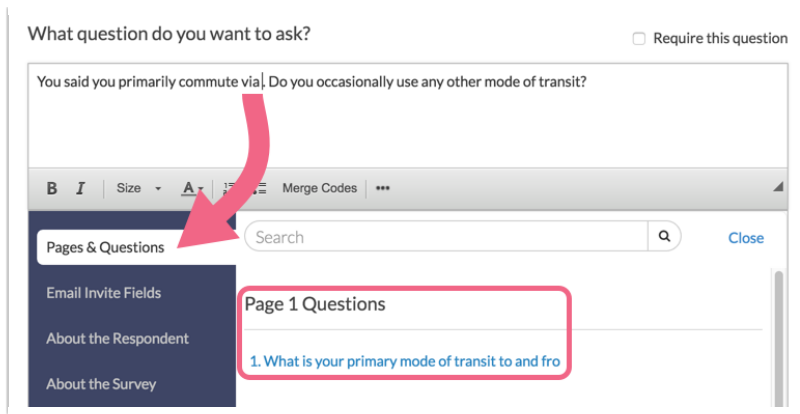 What question do you want to ask?
Require this question
You said you primarily commute via . Do you occasionally use any other mode of transit?
B I Size A Merge Codes •••
Pages & Questions
Search
Close
Email Invite Fields
Page 1 Questions
About the Respondent
1. What is your primary mode of transit to and fro
About the Survey